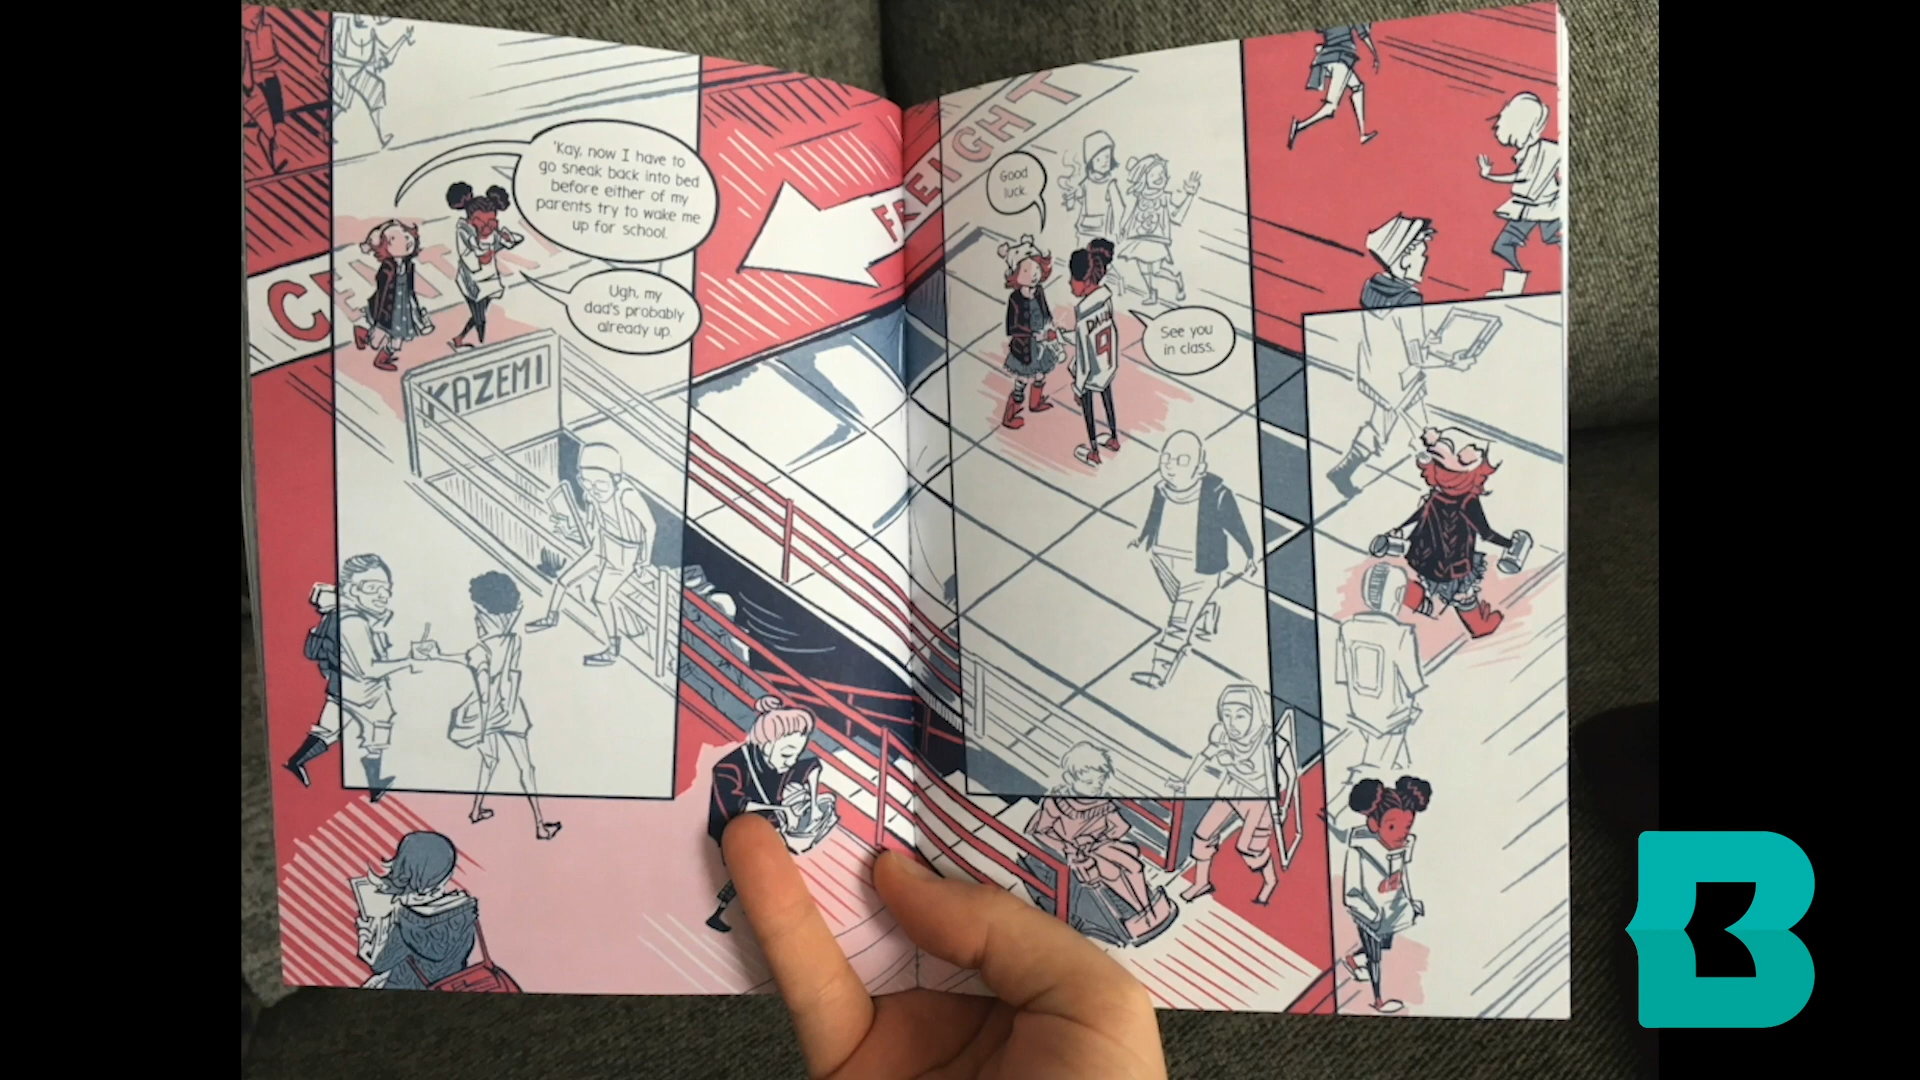 'Kay, now I have to
go sneak back into bed
before either of my
parents try to wake me
up for school.
Ugh, my
dad's probably
already up.
KAZEMI
FREIGHT
Good
luck.
See you
in class.
9
B